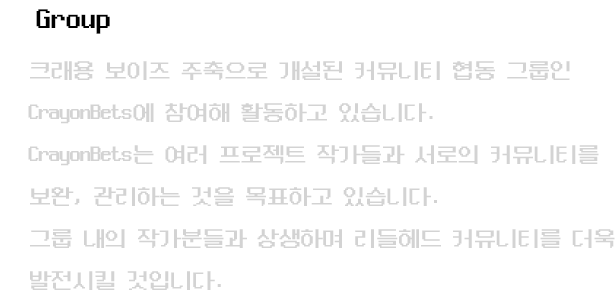 Group
크래용 보이즈 주축으로 개설된 커뮤니티 협동 그룹인
CrayonBets에 참여해 활동하고 있습니다.
CrayonBets는 여러 프로젝트 작가들과 서로의 커뮤니티를
보완, 관리하는 것을 목표하고 있습니다.
그룹 내의 작가분들과 상생하며 리들헤드 커뮤니티를 더욱
발전시킬 것입니다.